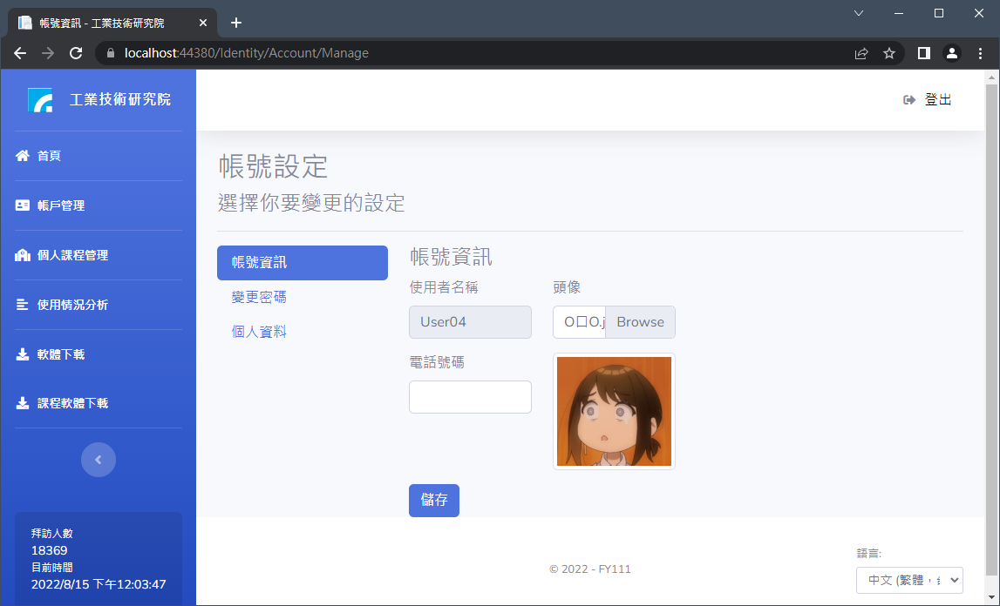 帳號資訊 - 工業技術研究院
localhost:44380/Identity/Account/Manage
工業技術研究院
登出
首頁
帳戶管理
個人課程管理
使用情況分析
軟體下載
課程軟體下載
拜訪人數
18369
目前時間
2022/8/15 下午12:03:47
帳號設定
選擇你要變更的設定
帳號資訊
變更密碼
個人資料
帳號資訊
使用者名稱
User04
頭像
O口O.j
Browse
電話號碼
儲存
© 2022 - FY111
語言:
中文 (繁體，